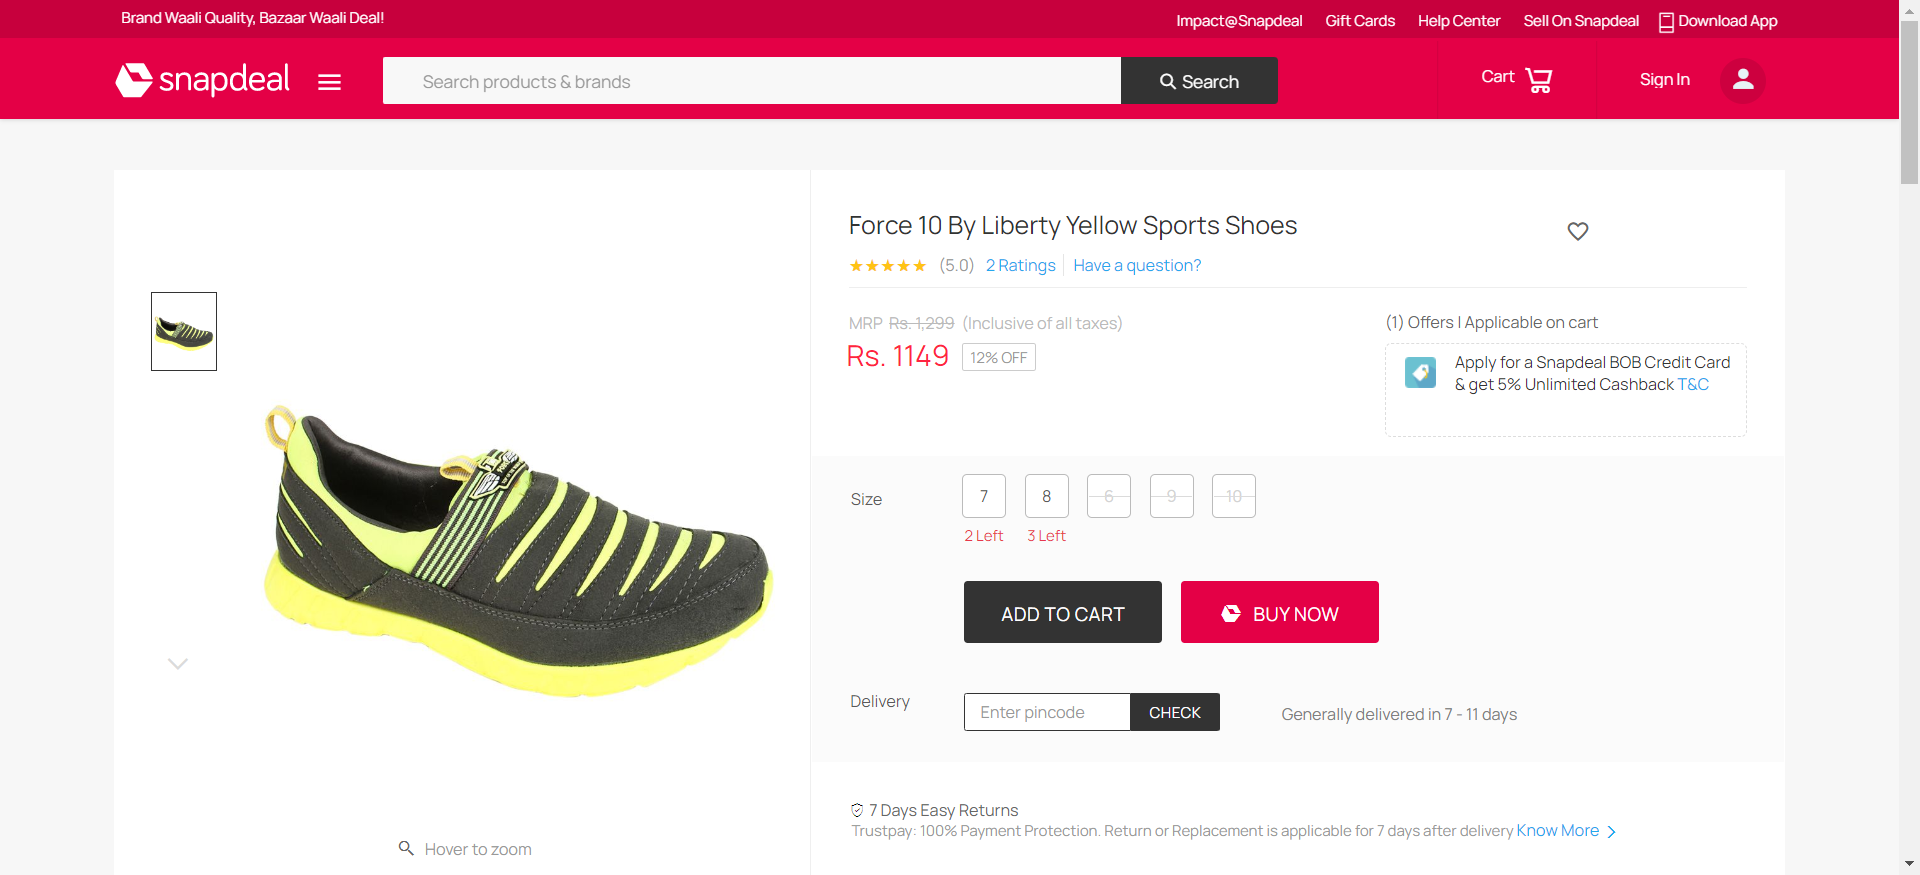 Brand Waali Quality, Bazaar Waali Deal!
Impact@Snapdeal Gift Cards Help Center Sell On Snapdeal Download App
snapdeal Search products & brands Search Cart Sign In
Force 10 By Liberty Yellow Sports Shoes
(5.0) 2 Ratings Have a question?
MRP Rs. 1,299 (Inclusive of all taxes)
Rs. 1149 12% OFF
(1) Offers | Applicable on cart
Apply for a Snapdeal BOB Credit Card
& get 5% Unlimited Cashback T&C
Size 7 8 6 9 10
2 Left 3 Left
ADD TO CART BUY NOW
Delivery Enter pincode CHECK Generally delivered in 7 - 11 days
7 Days Easy Returns
Trustpay: 100% Payment Protection. Return or Replacement is applicable for 7 days after delivery Know More
Hover to zoom